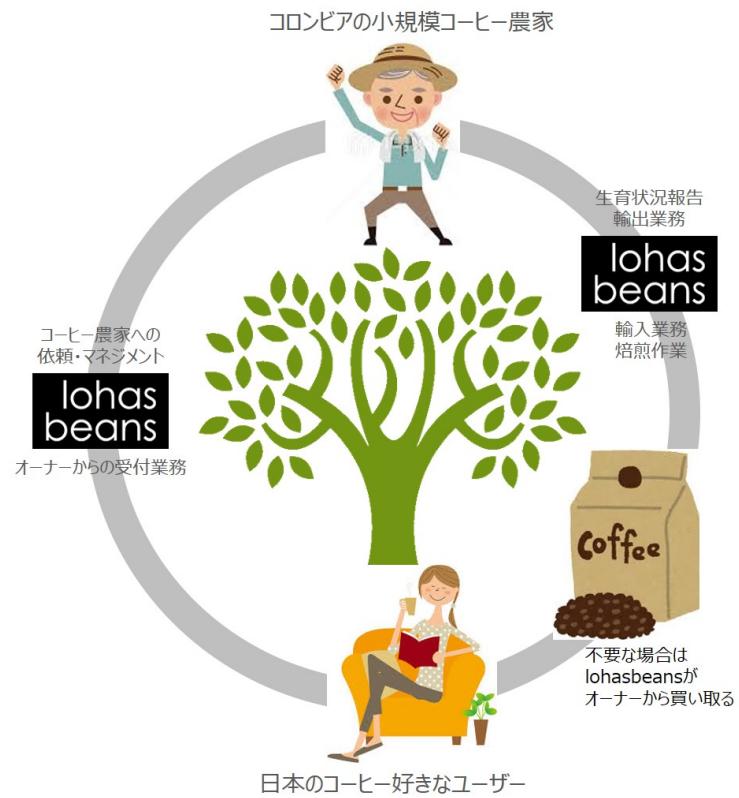 コロンビアの小規模コーヒー農家
生育状況報告
輸出業務
lohas
beans
輸入業務
焙煎作業
コーヒー農家への
依頼・マネジメント
lohas
beans
オーナーからの受付業務
coffee
不要な場合は
lohasbeansが
オーナーから買い取る
日本のコーヒー好きなユーザー